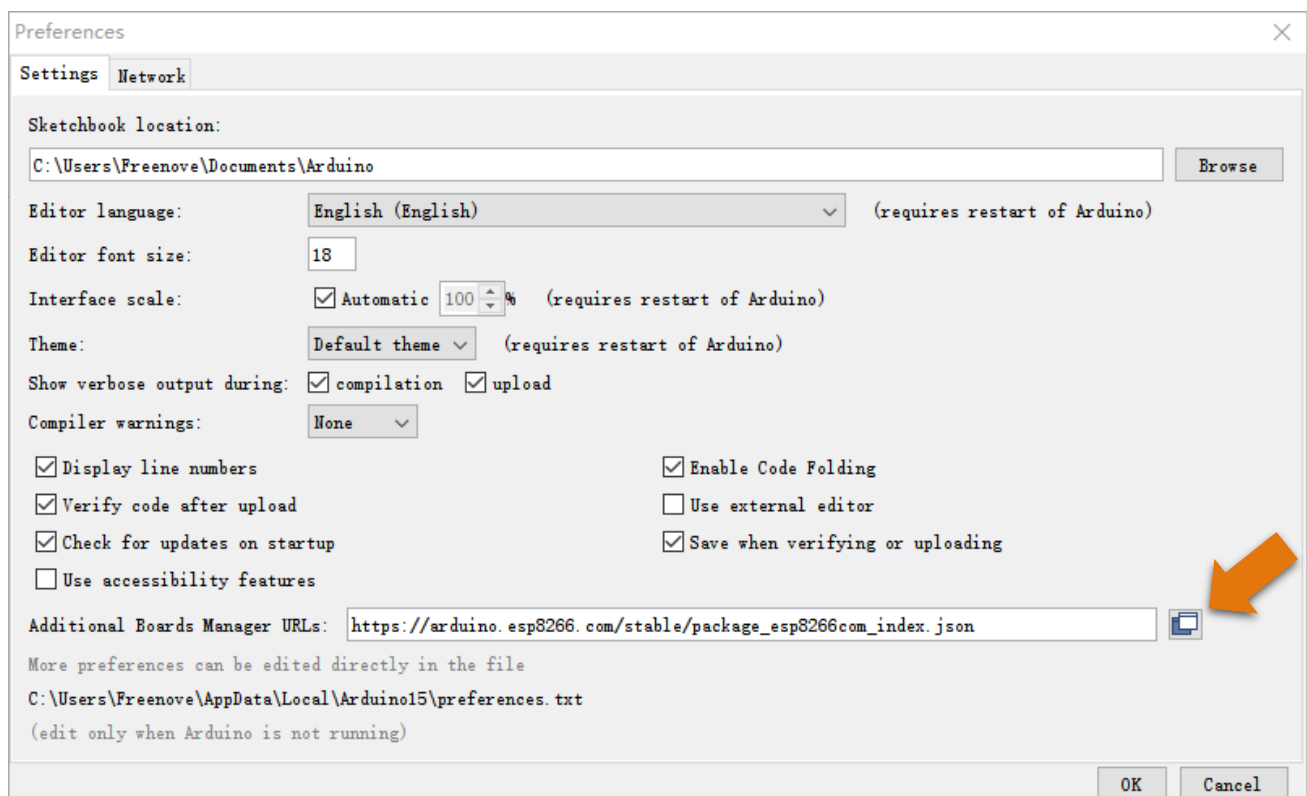 Preferences
Settings Network
Sketchbook location:
C:\Users\Freenove\Documents\Arduino Browse
Editor language: English (English) (requires restart of Arduino)
Editor font size: 18
Interface scale: Automatic 100 % (requires restart of Arduino)
Theme: Default theme (requires restart of Arduino)
Show verbose output during: compilation upload
Compiler warnings: None
Display line numbers Enable Code Folding
Verify code after upload Use external editor
Check for updates on startup Save when verifying or uploading
Use accessibility features
Additional Boards Manager URLs: https://arduino.esp8266.com/stable/package_esp8266com_index.json
More preferences can be edited directly in the file
C:\Users\Freenove\AppData\Local\Arduino15\preferences.txt
(edit only when Arduino is not running)
OK Cancel